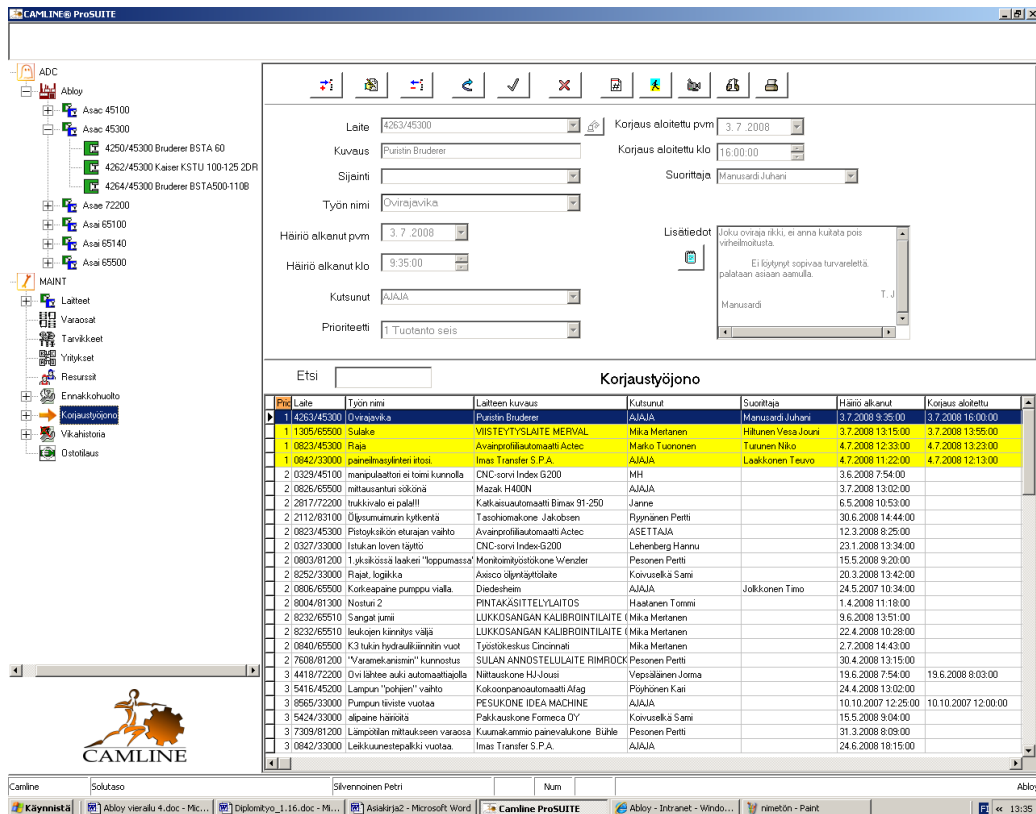 CAMLINE® ProSUITE
ADC
Abloy
Asac 45100
Asac 45300
4250/45300 Bruderer BSTA 60
4262/45300 Kaiser KSTU 100-125 2DR
4264/45300 Bruderer BSTA500-110B
Asae 72200
Asai 65100
Asai 65140
Asai 65500
MAINT
Laitteet
Varaosat
Tarvikkeet
Yritykset
Resurssit
Ennakkohuolto
Korjaustyöjono
Vikahistoria
Ostotilaus
CAMLINE
Laite 4263/45300
Kuvaus Puristin Bruderer
Sijainti
Työn nimi Ovirajavika
Häiriö alkanut pvm 3. 7 .2008
Häiriö alkanut klo 9:35:00
Kutsunut AJAJA
Prioriteetti 1 Tuotanto seis
Korjaus aloitettu pvm 3. 7 .2008
Korjaus aloitettu klo 16:00:00
Suorittaja Manusardi Juhani
Lisätiedot Joku oviraja rikki, ei anna kuitata pois
virheilmoitusta.
Ei löytynyt sopivaa turvarelettä.
palataan asiaan aamulla.
T. J
Manusardi
Etsi
Korjaustyöjono
Prio Laite Työn nimi Laitteen kuvaus Kutsunut Suorittaja Häiriö alkanut Korjaus aloitettu
1 4263/45300 Ovirajavika Puristin Bruderer AJAJA Manusardi Juhani 3.7.2008 9:35:00 3.7.2008 16:00:00
1 1305/65500 Sulake VIISTEYTYSLAITE MERVAL Mika Mertanen Hiltunen Vesa Jouni 3.7.2008 13:15:00 3.7.2008 13:55:00
1 0823/45300 Raja Avainprofiiliautomaatti Actec Marko Tuononen Turunen Niko 4.7.2008 12:33:00 4.7.2008 13:23:00
1 0842/33000 paineilmasylinteri irtosi. Imas Transfer S.P.A. AJAJA Laakkonen Teuvo 4.7.2008 11:22:00 4.7.2008 12:13:00
2 0329/45100 manipulaattori ei toimi kunnolla CNC-sorvi Index G200 MH 3.6.2008 7:54:00
2 0826/65500 mittausanturi sökönä Mazak H400N AJAJA 3.7.2008 13:02:00
2 2817/72200 trukkivalo ei pala!!! Katkaisuautomaatti Bimax 91-250 Janne 6.5.2008 10:53:00
2 2112/83100 Öljysumuimurin kytkentä Tasohiomakone Jakobsen Ryynänen Pertti 30.6.2008 14:44:00
2 0823/45300 Pistoyksikön eturajan vaihto Avainprofiiliautomaatti Actec ASETTAJA 12.3.2008 8:25:00
2 0327/33000 Istukan loven täyttö CNC-sorvi Index-G200 Lehenberg Hannu 23.1.2008 13:34:00
2 0803/81200 1.yksikössä laakeri "loppumassa' Monitoimityöstökone Wenzler Pesonen Pertti 15.5.2008 9:20:00
2 8252/33000 Rajat, logiikka Axisco öljyntäyttölaite Koivuselkä Sami 20.3.2008 13:42:00
2 0806/65500 Korkeapaine pumppu vialla. Diedesheim AJAJA Jolkkonen Timo 24.5.2007 10:34:00
2 8004/81300 Nosturi 2 PINTAKÄSITTELYLAITOS Haatanen Tommi 1.4.2008 11:18:00
2 8232/65510 Sangat jumii LUKKOSANGAN KALIBROINTILAITE ( Mika Mertanen 9.6.2008 13:51:00
2 8232/65510 leukojen kiinnitys väljä LUKKOSANGAN KALIBROINTILAITE ( Mika Mertanen 22.4.2008 10:28:00
2 0840/65500 K3 tukin hydrauliikiinnitin vuot Työstökeskus Cincinnati Mika Mertanen 2.7.2008 14:43:00
2 7608/81200 "Varamekanismin" kunnostus SULAN ANNOSTELULAITE RIMROCK Pesonen Pertti 30.4.2008 13:15:00
3 4418/72200 Ovi lähtee auki automaattiajolla Niittauskone HJ-Jousi Vepsäläinen Jorma 19.6.2008 7:54:00 19.6.2008 8:03:00
3 5416/45200 Lampun "pohjien" vaihto Kokoonpanoautomaatti Afag Pöyhönen Kari 24.4.2008 13:02:00
3 8565/33000 Pumpun tiiviste vuotaa PESUKONE IDEA MACHINE AJAJA 10.10.2007 12:25:00 10.10.2007 12:00:00
3 5424/33000 alipaine häiriöitä Pakkauskone Formeca OY Koivuselkä Sami 15.5.2008 9:04:00
3 7309/81200 Lämpötilan mittaukseen varaosa Kuumakammio painevalukone Bühle Pesonen Pertti 31.3.2008 8:09:00
3 0842/33000 Leikkuunestepalkki vuotaa. Imas Transfer S.P.A. AJAJA 24.6.2008 18:15:00
Camline Solutaso Silvennoinen Petri Num Abloy
Käynnistä Abloy vierailu 4.doc - Mic... Diplomityo_1.16.doc - Mi... Asiakirja2 - Microsoft Word Camline ProSUITE Abloy - Intranet - Windo... nimetön - Paint FI « 13:35